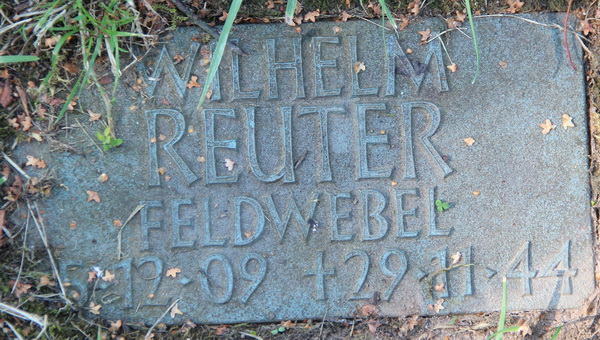 WILHELM
REUTER
FELDWEBEL
5·12·09 +29·11·44